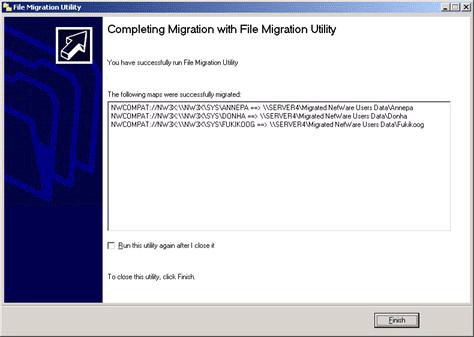 File Migration Utility
Completing Migration with File Migration Utility
You have successfully run File Migration Utility
The following maps were successfully migrated:
NWCOMPAT://NW3X:\\NW3X\SYS\ANNEPA ==> \\SERVER4\Migrated NetWare Users Data\Annepa
NWCOMPAT://NW3X:\\NW3X\SYS\DONHA ==> \\SERVER4\Migrated NetWare Users Data\Donha
NWCOMPAT://NW3X:\\NW3X\SYS\FUKIKOOG ==> \\SERVER4\Migrated NetWare Users Data\Fukikoog
Run this utility again after I close it
To close this utility, click Finish.
Finish